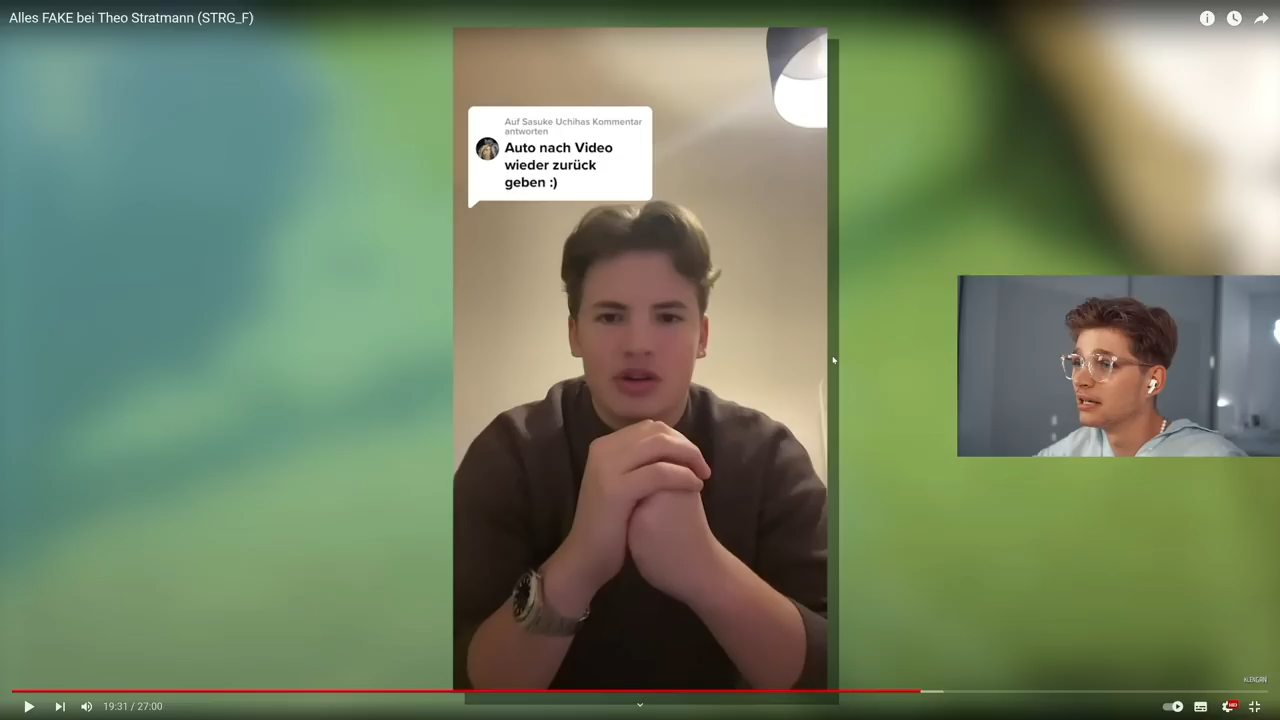 Alles FAKE bei Theo Stratmann (STRG_F)
Auf Sasuke Uchihas Kommentar
antworten
Auto nach Video
wieder zurück
geben :)
19:31 / 27:00
HD